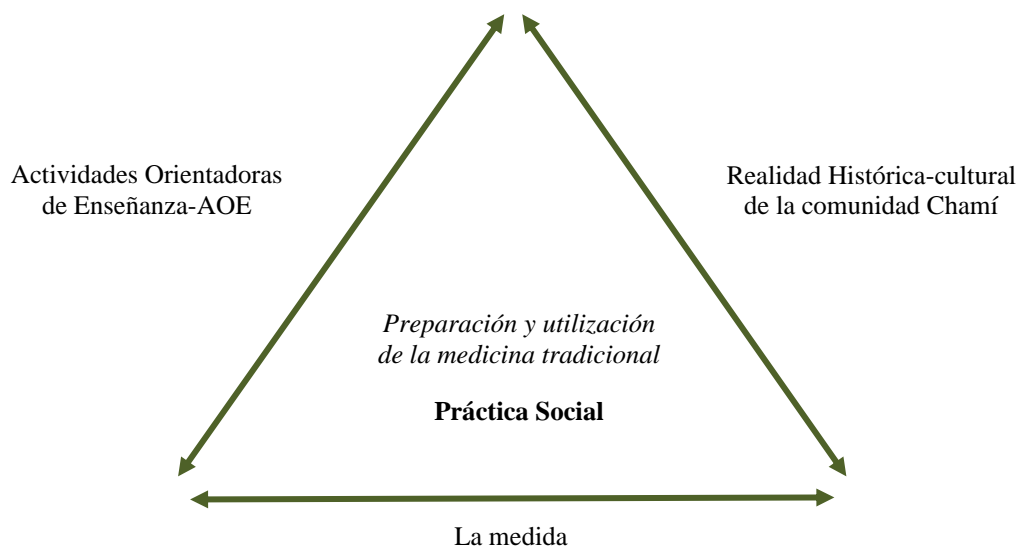 Actividades Orientadoras
de Enseñanza-AOE
Realidad Histórica-cultural
de la comunidad Chamí
Preparación y utilización
de la medicina tradicional
Práctica Social
La medida